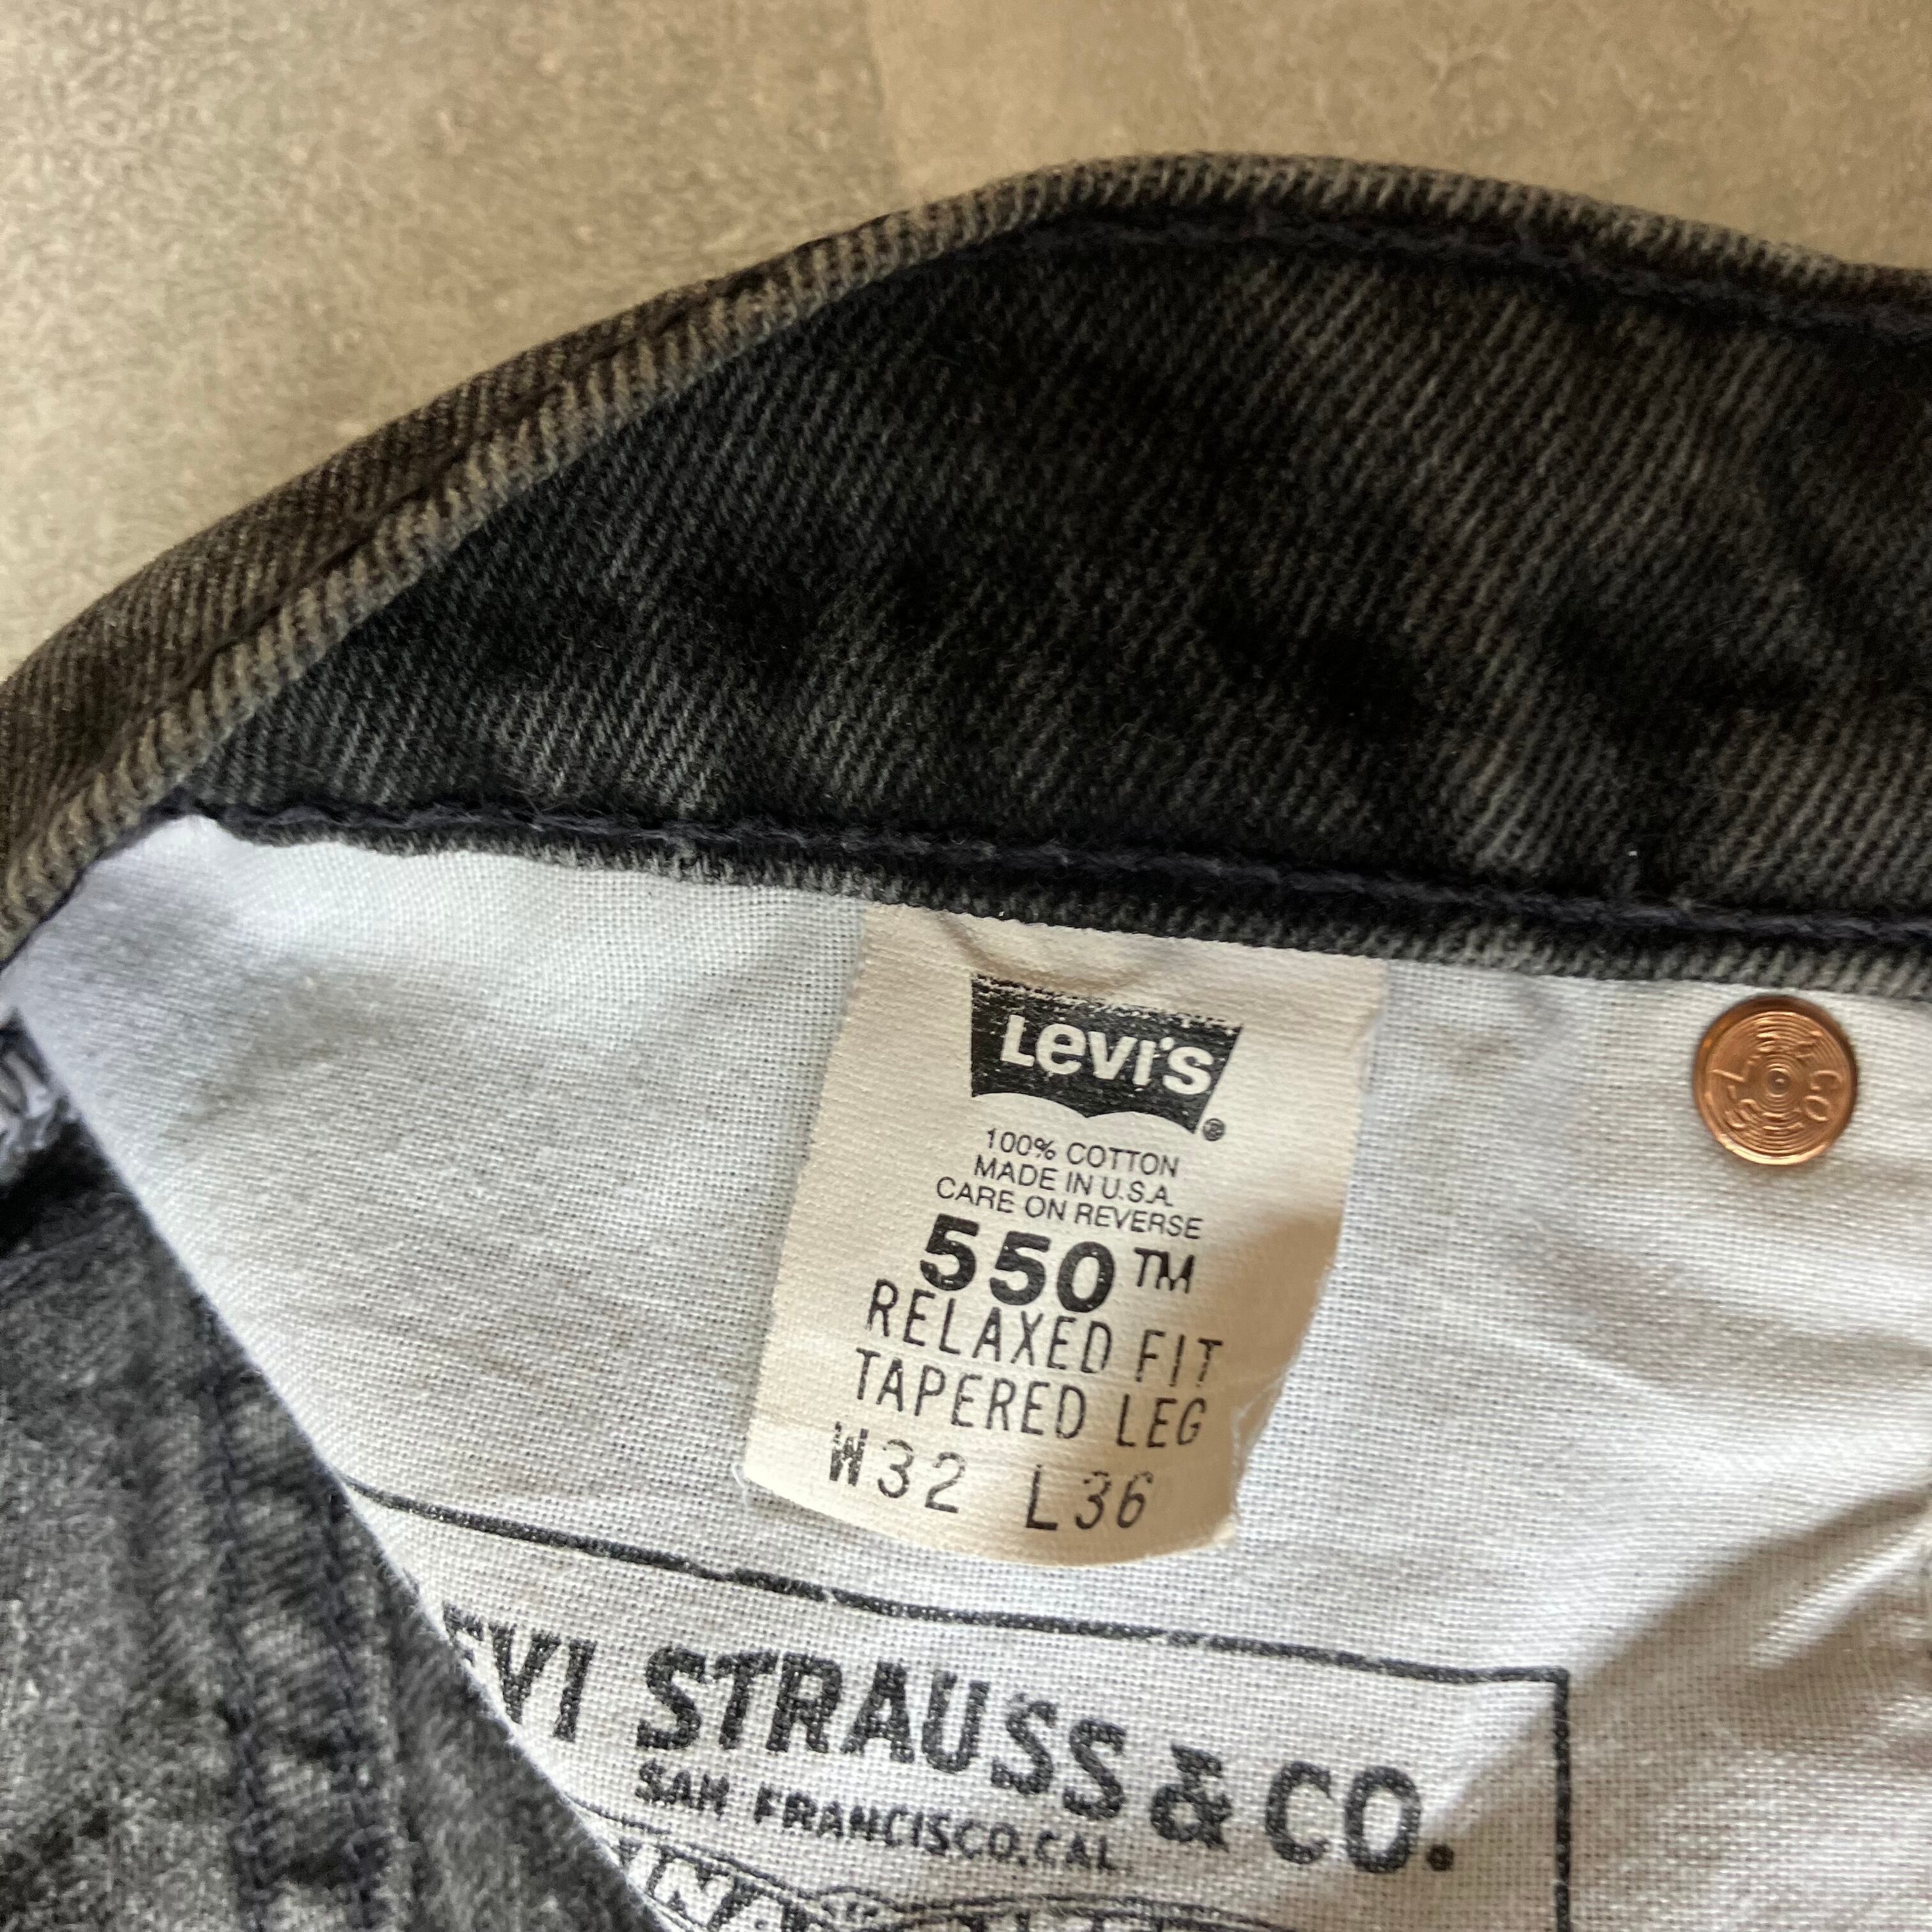 Levi's®
100% COTTON
MADE IN U.S.A.
CARE ON REVERSE
550™
RELAXED FIT
TAPERED LEG
W32 L36
EVI STRAUSS & CO.
SAN FRANCISCO, CAL.